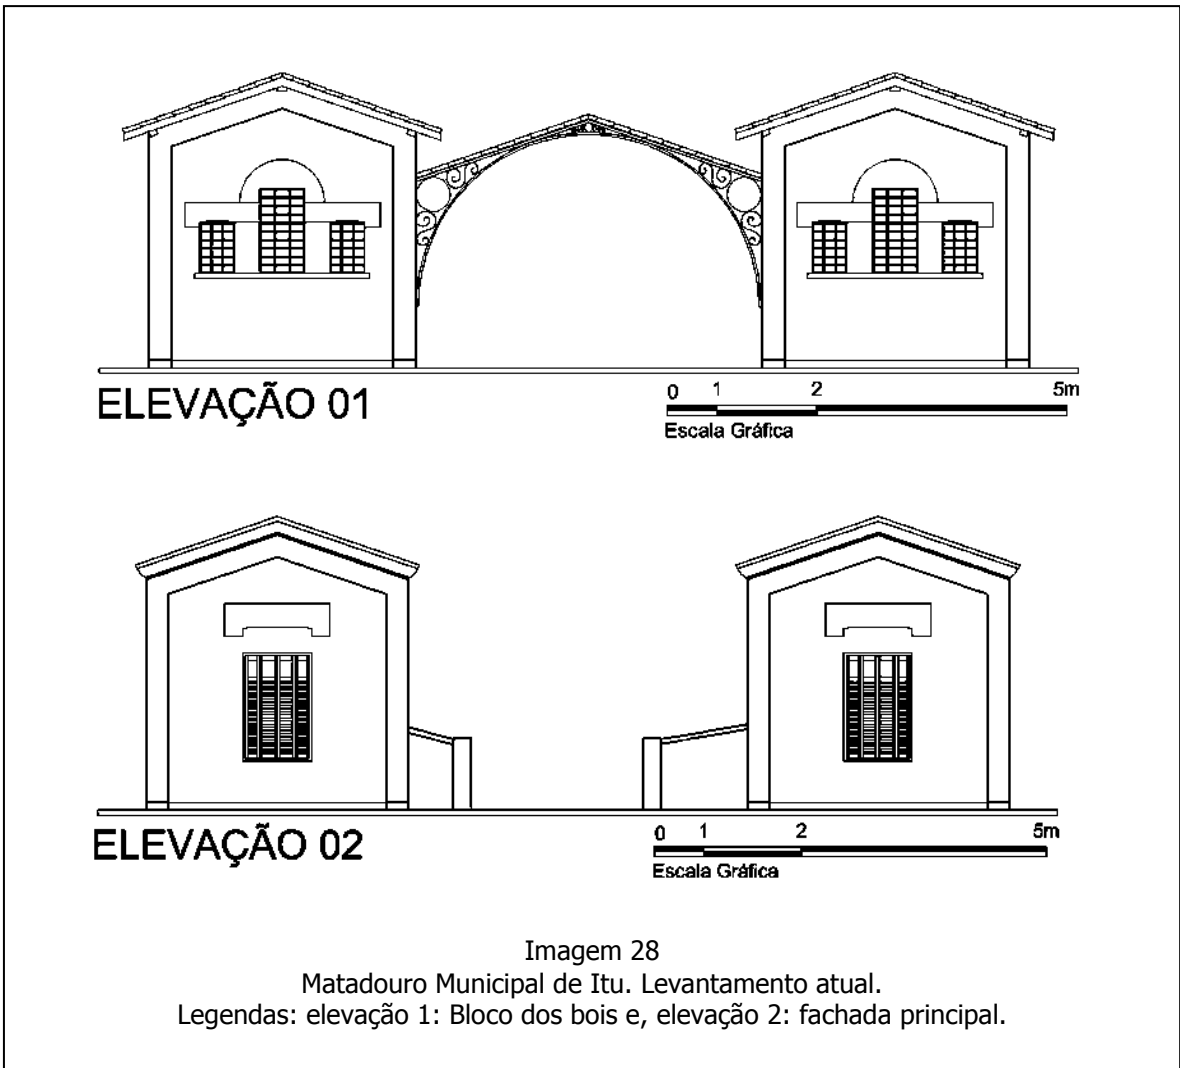 ELEVAÇÃO 01
0 1 2 5m
Escala Gráfica
ELEVAÇÃO 02
0 1 2 5m
Escala Gráfica
Imagem 28
Matadouro Municipal de Itu. Levantamento atual.
Legendas: elevação 1: Bloco dos bois e, elevação 2: fachada principal.